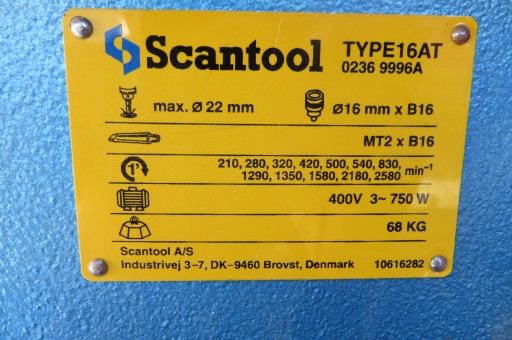 Scantool TYPE16AT
0236 9996A
max. Ø 22 mm Ø16 mm x B16
MT2 x B16
1' 210, 280, 320, 420, 500, 540, 830, min⁻¹
1290, 1350, 1580, 2180, 2580
400V 3~ 750 W
68 KG
Scantool A/S
Industrivej 3-7, DK-9460 Brovst, Denmark 10616282